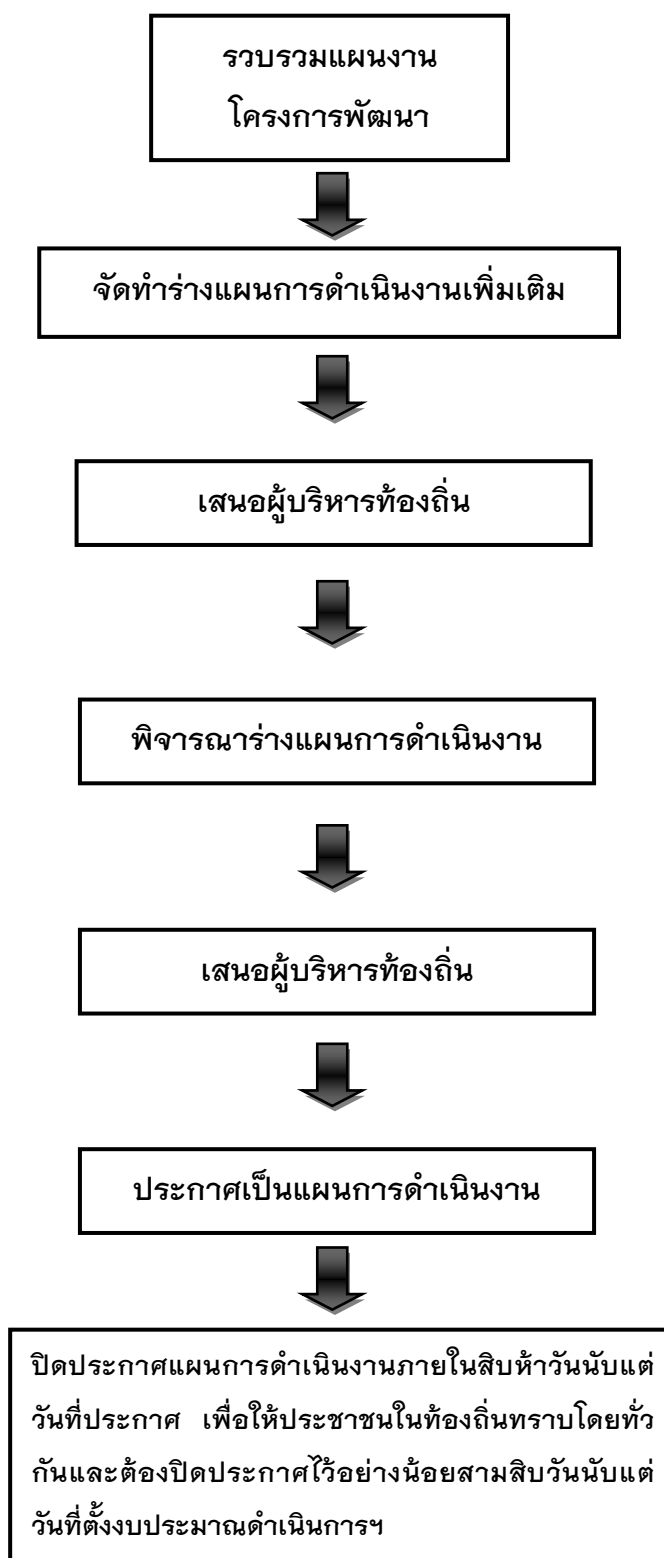 รวบรวมแผนงาน
โครงการพัฒนา
จัดทำร่างแผนการดำเนินงานเพิ่มเติม
เสนอผู้บริหารท้องถิ่น
พิจารณาร่างแผนการดำเนินงาน
เสนอผู้บริหารท้องถิ่น
ประกาศเป็นแผนการดำเนินงาน
ปิดประกาศแผนการดำเนินงานภายในสิบห้าวันนับแต่
วันที่ประกาศ เพื่อให้ประชาชนในท้องถิ่นทราบโดยทั่ว
กันและต้องปิดประกาศไว้อย่างน้อยสามสิบวันนับแต่
วันที่ตั้งงบประมาณดำเนินการฯ